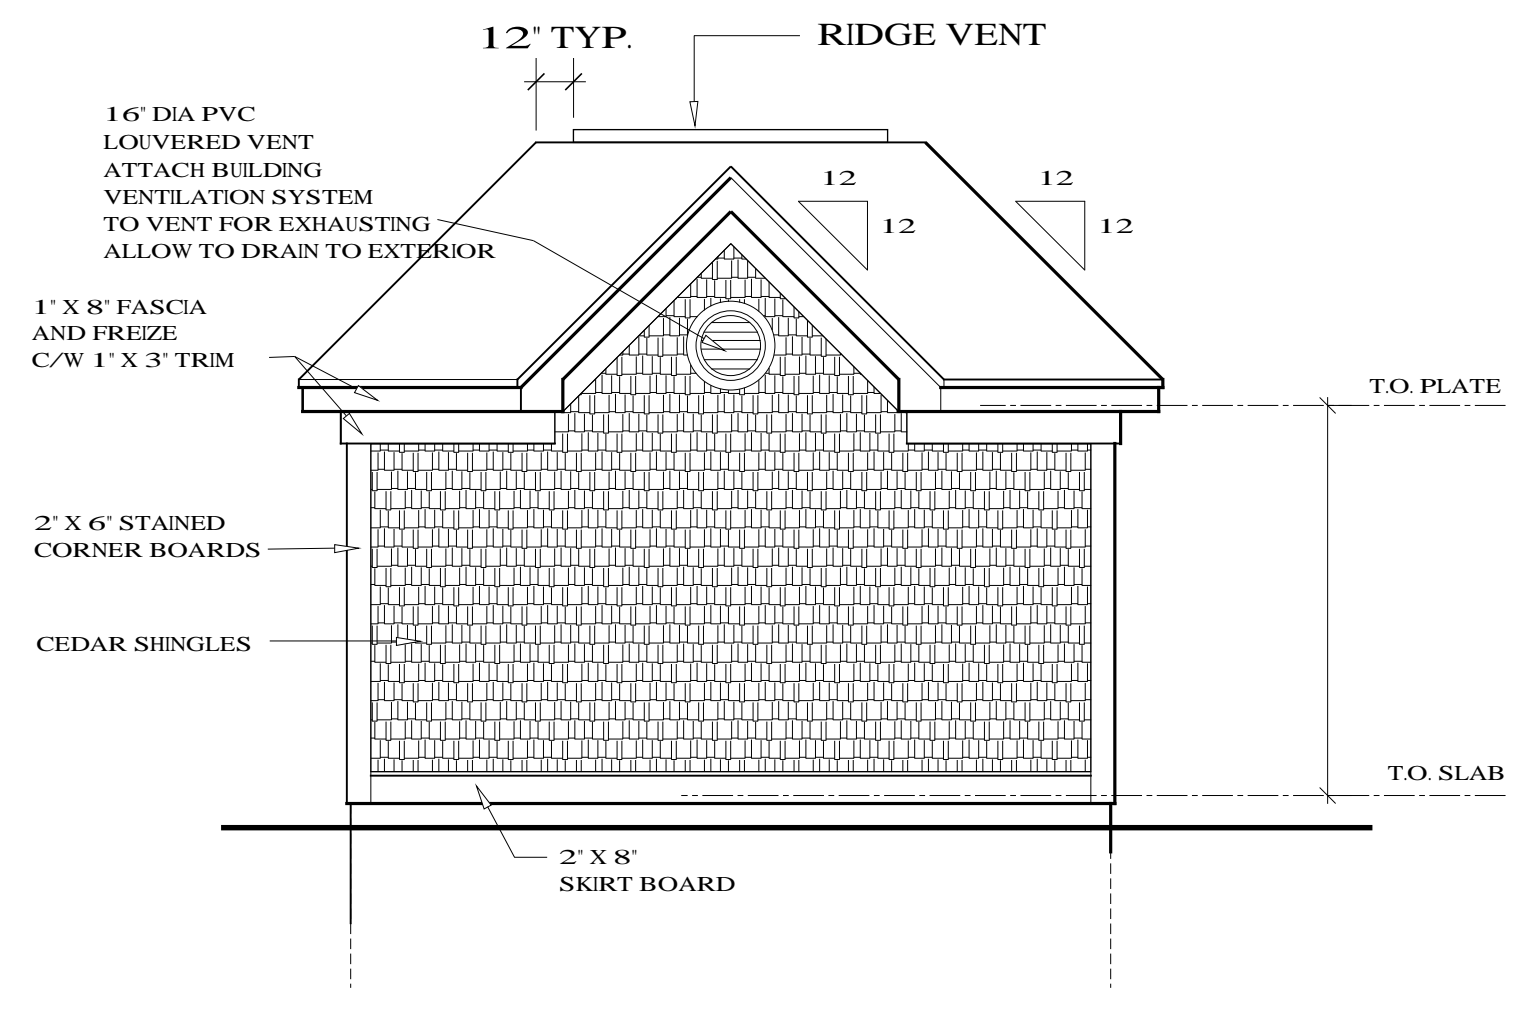 12" TYP.
RIDGE VENT
16" DIA PVC
LOUVERED VENT
ATTACH BUILDING
VENTILATION SYSTEM
TO VENT FOR EXHAUSTING
ALLOW TO DRAIN TO EXTERIOR
12
12
12
12
1" X 8" FASCIA
AND FREIZE
C/W 1" X 3" TRIM
T.O. PLATE
2" X 6" STAINED
CORNER BOARDS
CEDAR SHINGLES
T.O. SLAB
2" X 8"
SKIRT BOARD